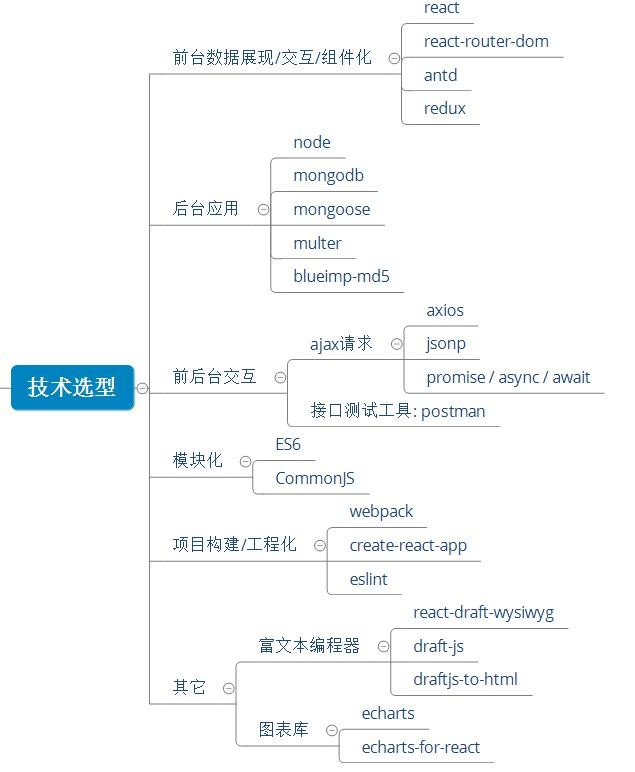 技术选型
前台数据展现/交互/组件化
react
react-router-dom
antd
redux
后台应用
node
mongodb
mongoose
multer
blueimp-md5
前后台交互
ajax请求
axios
jsonp
promise / async / await
接口测试工具: postman
模块化
ES6
CommonJS
项目构建/工程化
webpack
create-react-app
eslint
其它
富文本编程器
react-draft-wysiwyg
draft-js
draftjs-to-html
图表库
echarts
echarts-for-react